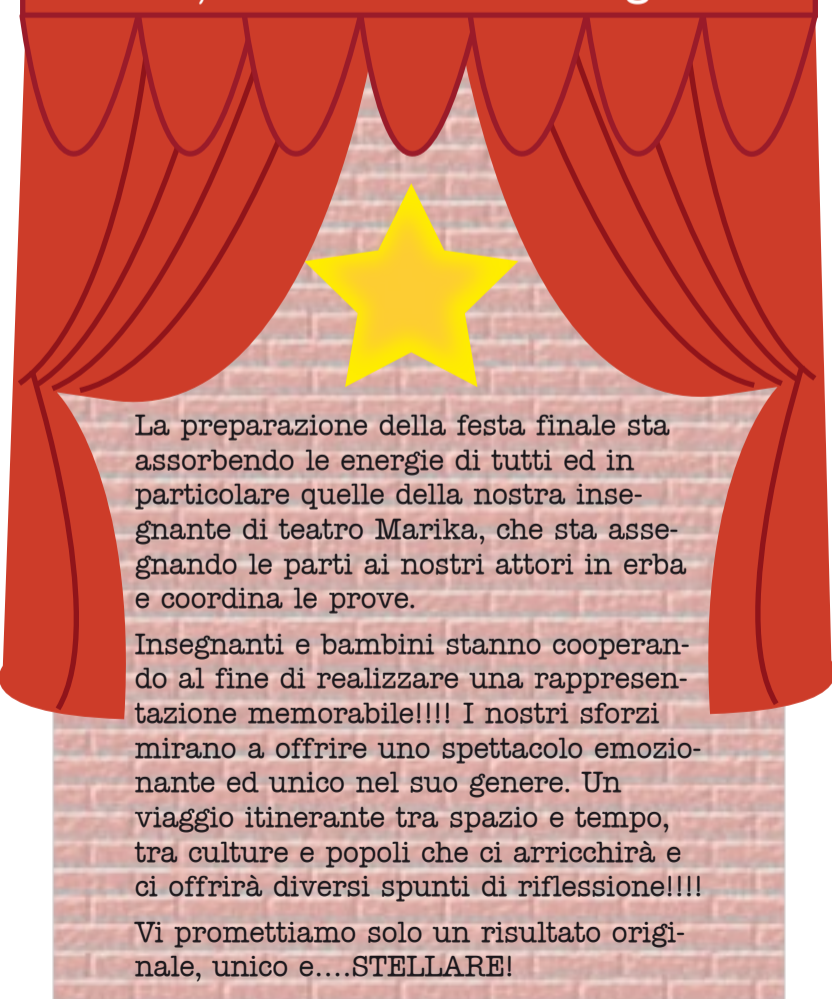 La preparazione della festa finale sta
assorbendo le energie di tutti ed in
particolare quelle della nostra inse-
gnante di teatro Marika, che sta asse-
gnando le parti ai nostri attori in erba
e coordina le prove.
Insegnanti e bambini stanno cooperan-
do al fine di realizzare una rappresen-
tazione memorabile!!!! I nostri sforzi
mirano a offrire uno spettacolo emozio-
nante ed unico nel suo genere. Un
viaggio itinerante tra spazio e tempo,
tra culture e popoli che ci arricchirà e
ci offrirà diversi spunti di riflessione!!!!
Vi promettiamo solo un risultato origi-
nale, unico e....STELLARE!